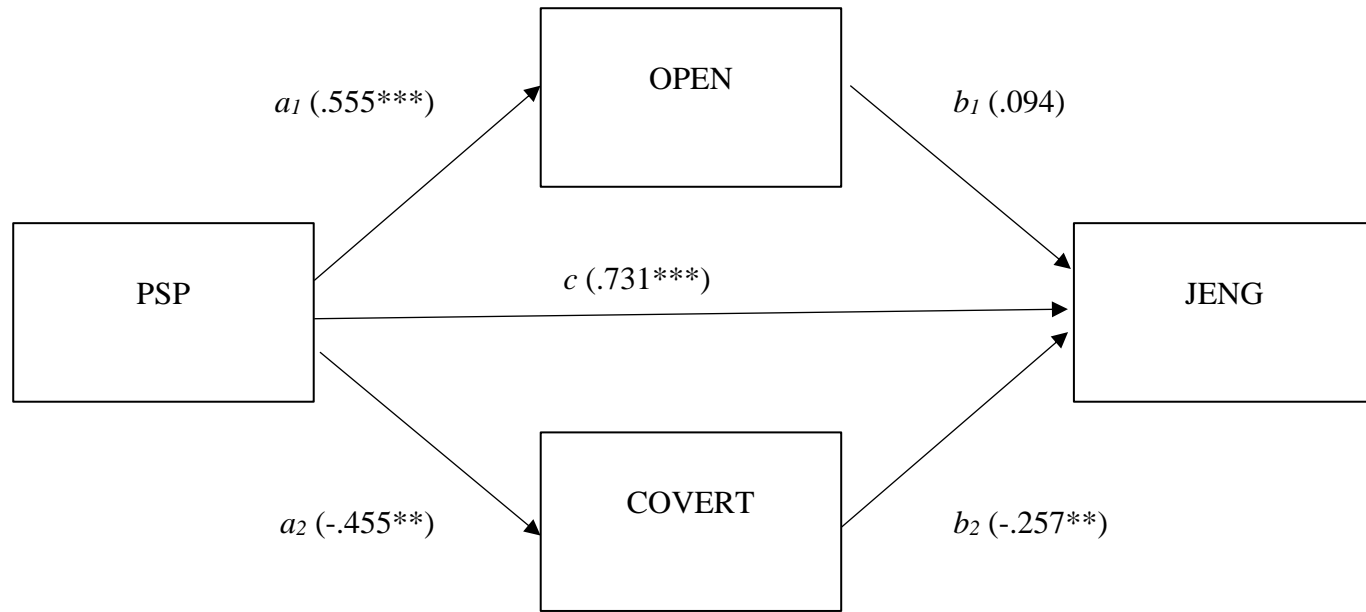 OPEN
a1 (.555***)
b1 (.094)
PSP
c (.731***)
JENG
COVERT
a2 (-.455**)
b2 (-.257**)